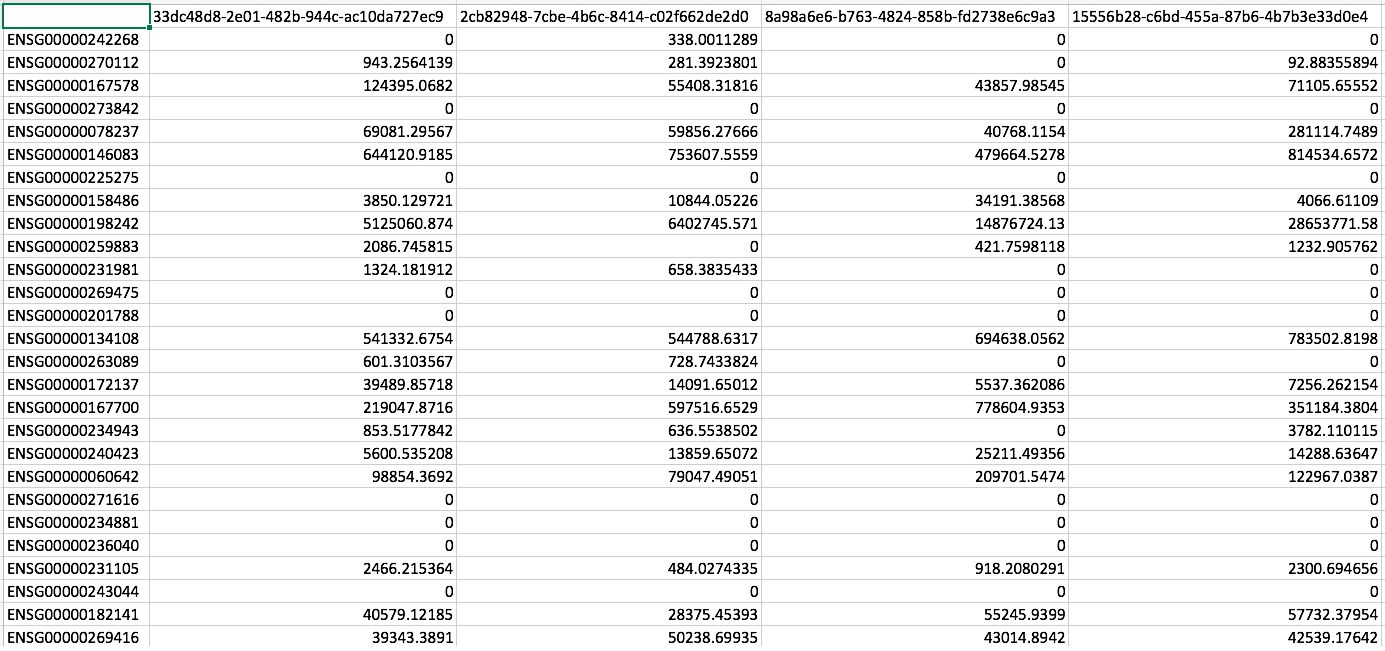 33dc48d8-2e01-482b-944c-ac10da727ec9 2cb82948-7cbe-4b6c-8414-c02f662de2d0 8a98a6e6-b763-4824-858b-fd2738e6c9a3 15556b28-c6bd-455a-87b6-4b7b3e33d0e4
ENSG00000242268 0 338.0011289 0 0
ENSG00000270112 943.2564139 281.3923801 0 92.88355894
ENSG00000167578 124395.0682 55408.31816 43857.98545 71105.65552
ENSG00000273842 0 0 0 0
ENSG00000078237 69081.29567 59856.27666 40768.1154 281114.7489
ENSG00000146083 644120.9185 753607.5559 479664.5278 814534.6572
ENSG00000225275 0 0 0 0
ENSG00000158486 3850.129721 10844.05226 34191.38568 4066.61109
ENSG00000198242 5125060.874 6402745.571 14876724.13 28653771.58
ENSG00000259883 2086.745815 0 421.7598118 1232.905762
ENSG00000231981 1324.181912 658.3835433 0 0
ENSG00000269475 0 0 0 0
ENSG00000201788 0 0 0 0
ENSG00000134108 541332.6754 544788.6317 694638.0562 783502.8198
ENSG00000263089 601.3103567 728.7433824 0 0
ENSG00000172137 39489.85718 14091.65012 5537.362086 7256.262154
ENSG00000167700 219047.8716 597516.6529 778604.9353 351184.3804
ENSG00000234943 853.5177842 636.5538502 0 3782.110115
ENSG00000240423 5600.535208 13859.65072 25211.49356 14288.63647
ENSG00000060642 98854.3692 79047.49051 209701.5474 122967.0387
ENSG00000271616 0 0 0 0
ENSG00000234881 0 0 0 0
ENSG00000236040 0 0 0 0
ENSG00000231105 2466.215364 484.0274335 918.2080291 2300.694656
ENSG00000243044 0 0 0 0
ENSG00000182141 40579.12185 28375.45393 55245.9399 57732.37954
ENSG00000269416 39343.3891 50238.69935 43014.8942 42539.17642